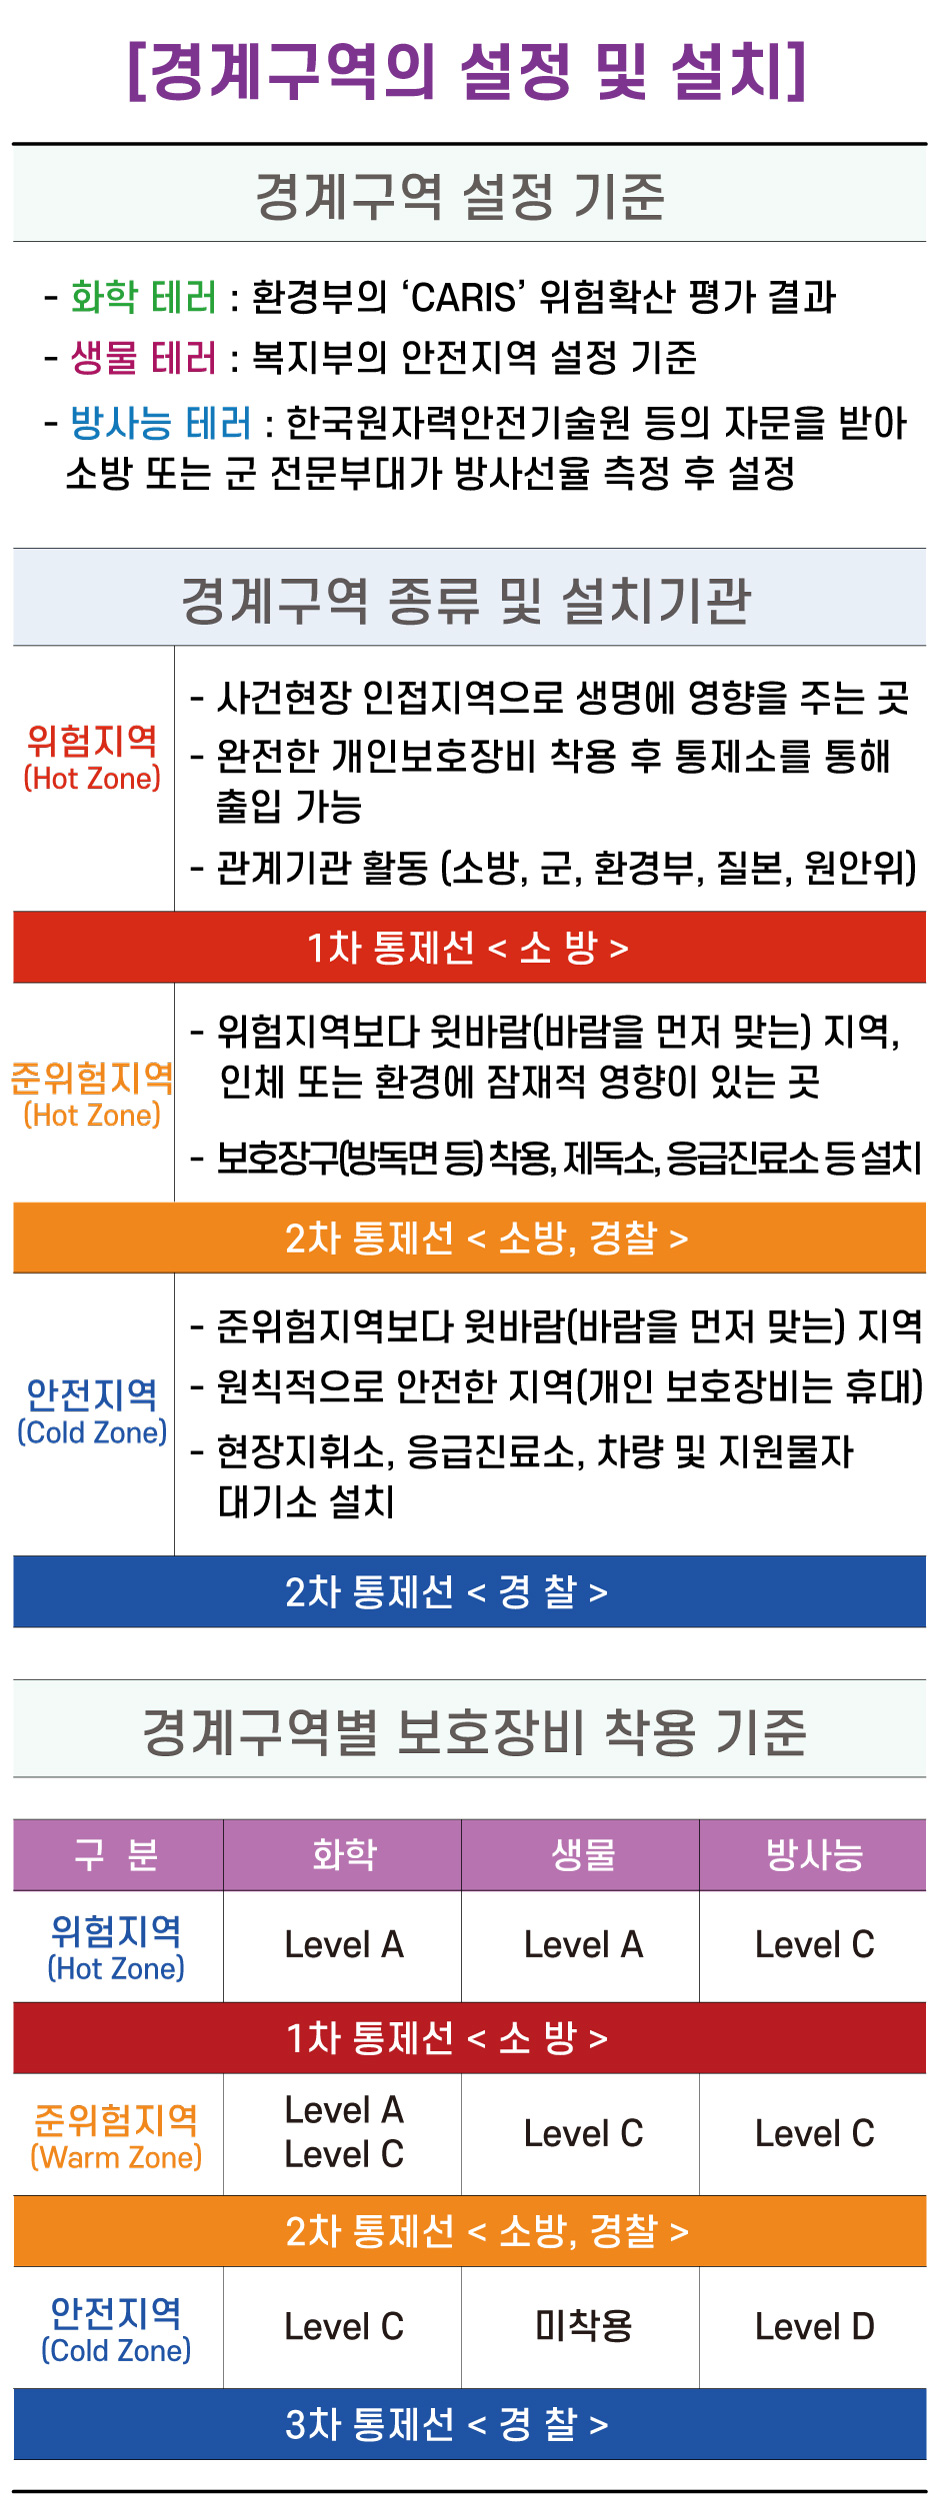 [경계구역의 설정 및 설치]
경계구역 설정 기준
- 화학 테러 : 환경부의 ‘CARIS’ 위험확산 평가 결과
- 생물 테러 : 복지부의 안전지역 설정 기준
- 방사능 테러 : 한국원자력안전기술원 등의 자문을 받아
소방 또는 군 전문부대가 방사선율 측정 후 설정
경계구역 종류 및 설치기관
위험지역
(Hot Zone)
- 사건현장 인접지역으로 생명에 영향을 주는 곳
- 완전한 개인보호장비 착용 후 통제소를 통해
출입 가능
- 관계기관 활동 (소방, 군, 환경부, 질본, 원안위)
1차 통제선 < 소 방 >
준위험지역
(Hot Zone)
- 위험지역보다 윗바람(바람을 먼저 맞는) 지역,
인체 또는 환경에 잠재적 영향이 있는 곳
- 보호장구(방독면 등) 착용, 제독소, 응급진료소 등 설치
2차 통제선 < 소방, 경찰 >
안전지역
(Cold Zone)
- 준위험지역보다 윗바람(바람을 먼저 맞는) 지역
- 원칙적으로 안전한 지역(개인 보호장비는 휴대)
- 현장지휘소, 응급진료소, 차량 및 지원물자
대기소 설치
2차 통제선 < 경 찰 >
경계구역별 보호장비 착용 기준
구 분 화학 생물 방사능
위험지역
(Hot Zone)
Level A Level A Level C
1차 통제선 < 소 방 >
준위험지역
(Warm Zone)
Level A
Level C
Level C Level C
2차 통제선 < 소방, 경찰 >
안전지역
(Cold Zone)
Level C 미착용 Level D
3차 통제선 < 경 찰 >